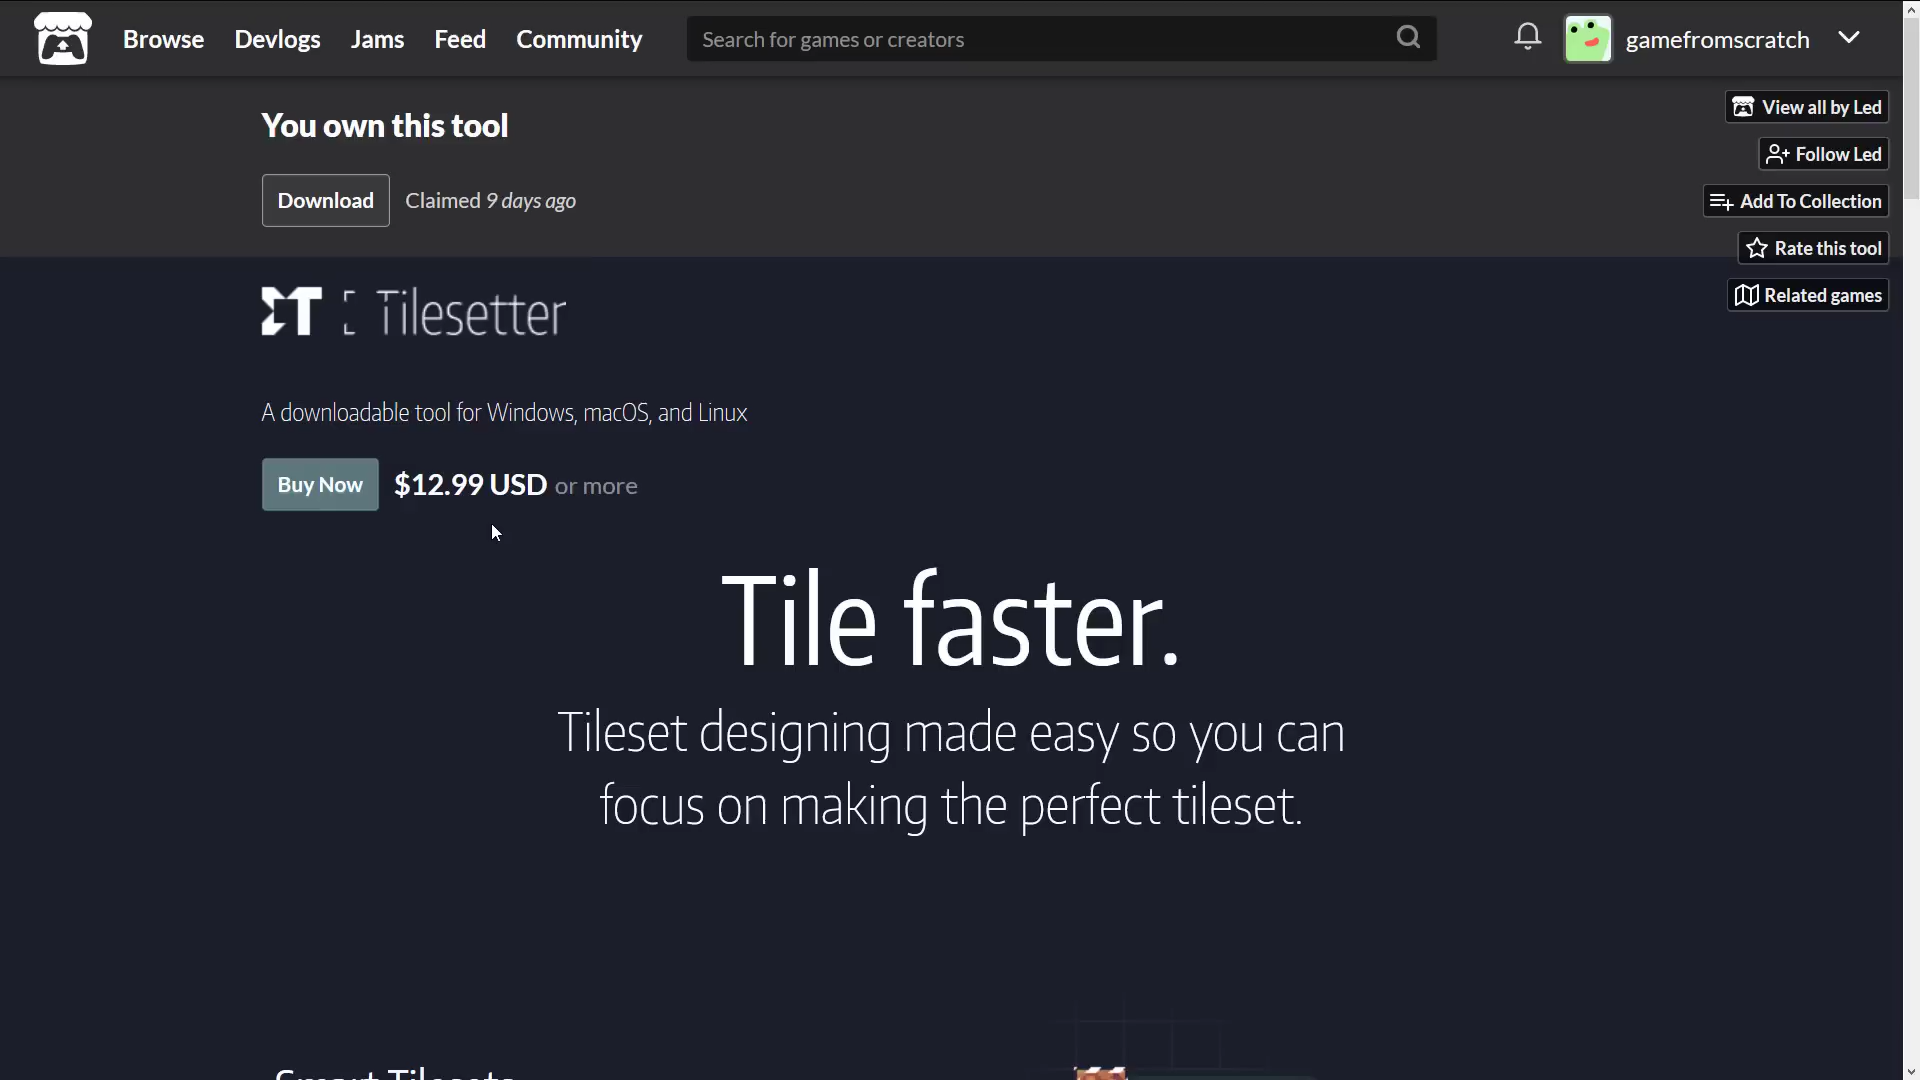 Browse Devlogs Jams Feed Community Search for games or creators gamefromscratch
You own this tool
View all by Led
Follow Led
Download Claimed 9 days ago
Add To Collection
Rate this tool
Related games
Tilesetter
A downloadable tool for Windows, macOS, and Linux
Buy Now $12.99 USD or more
Tile faster.
Tileset designing made easy so you can
focus on making the perfect tileset.
Smart Tilesets